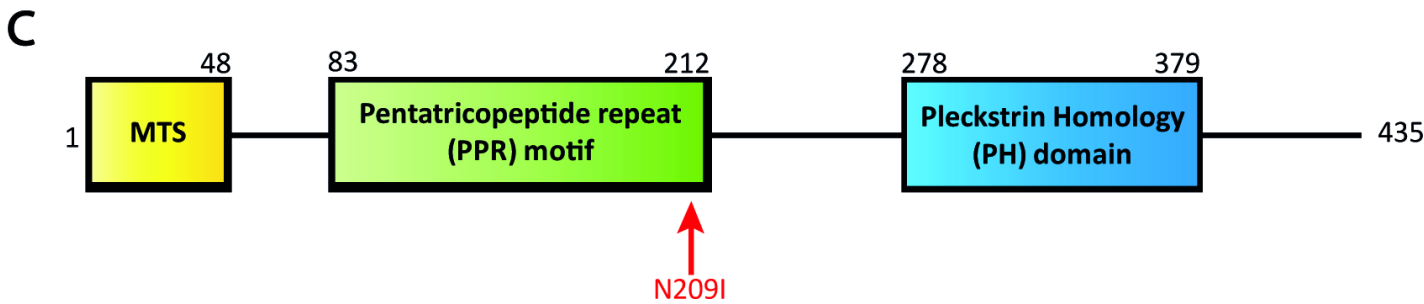 C
48 83 212 278 379
1 MTS Pentatricopeptide repeat (PPR) motif Pleckstrin Homology (PH) domain 435
N209I